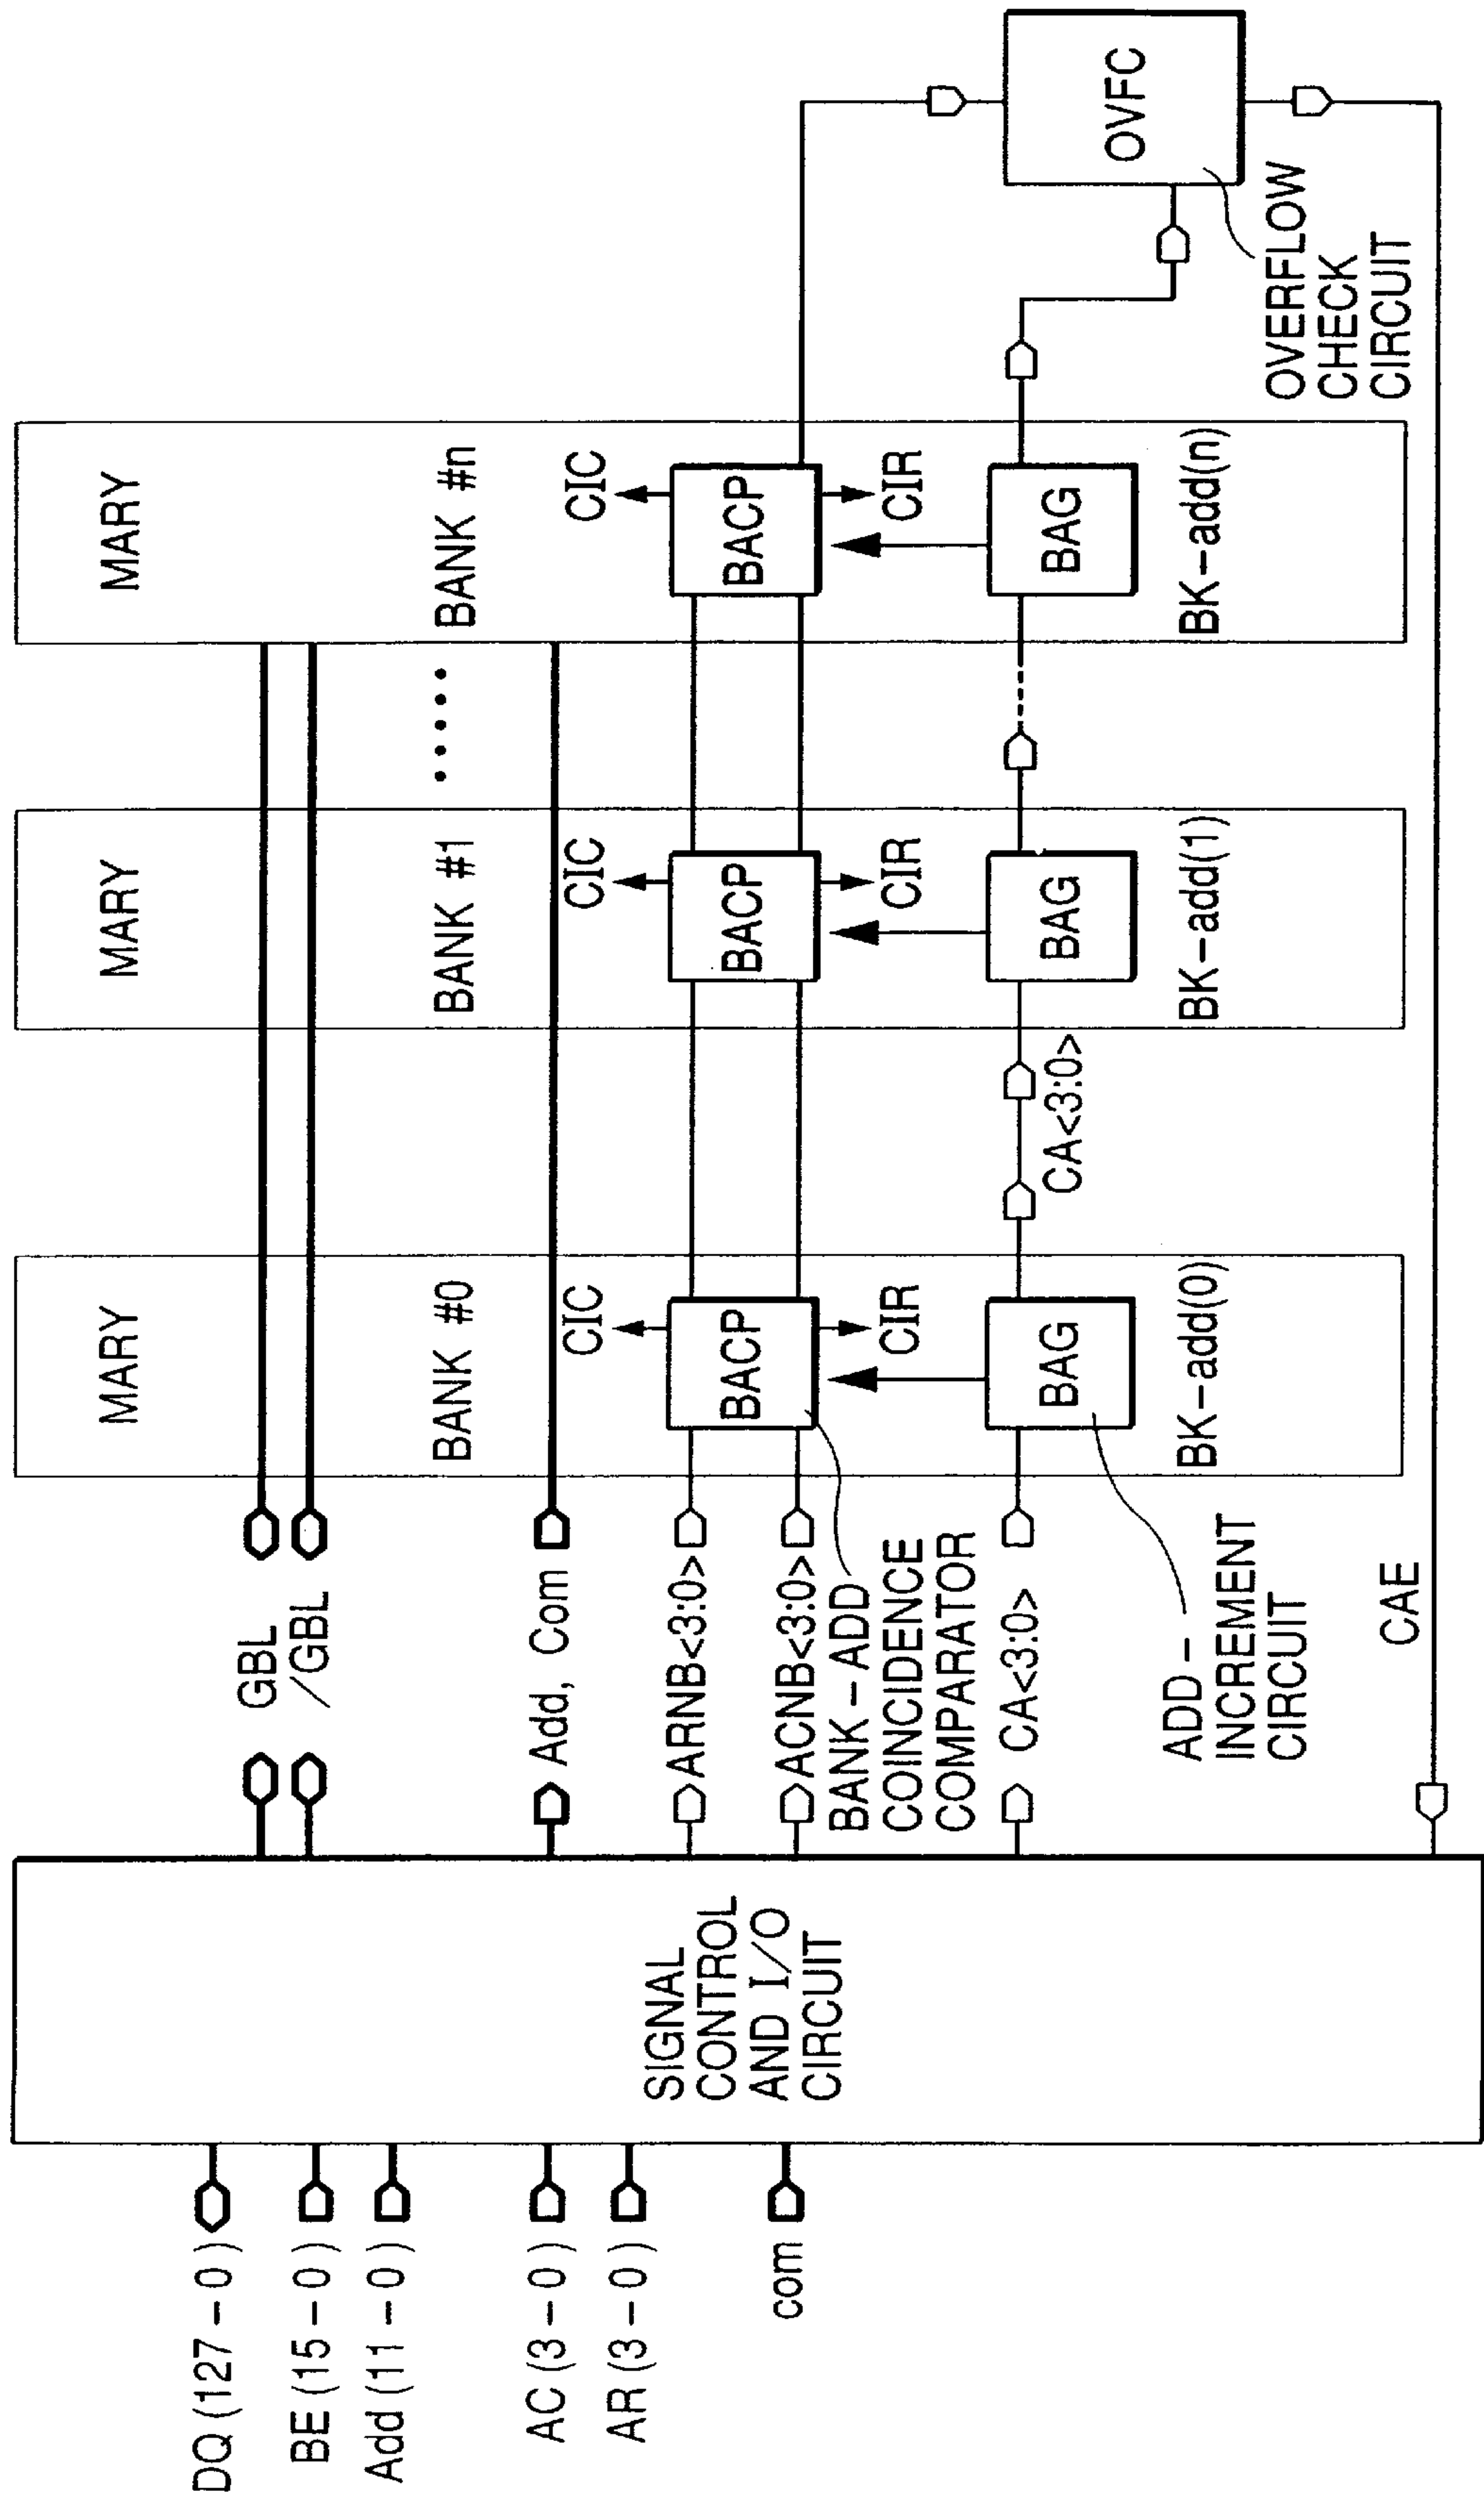 DQ (127 - 0)
BE (15 - 0)
Add (11 - 0)
AC (3 - 0)
AR (3 - 0)
com
SIGNAL
CONTROL
AND I/O
CIRCUIT
GBL
/GBL
Add, Com
ARNB<3:0>
ACNB<3:0>
BANK-ADD
COINCIDENCE
COMPARATOR
CA<3:0>
ADD-
INCREMENT
CIRCUIT
CAE
MARY
BANK #0
CIC
BACP
CIR
BAG
BK-add(0)
CA<3:0>
MARY
BANK #1
CIC
BACP
CIR
BAG
BK-add(1)
MARY
BANK #n
CIC
BACP
CIR
BAG
BK-add(n)
OVFC
OVERFLOW
CHECK
CIRCUIT